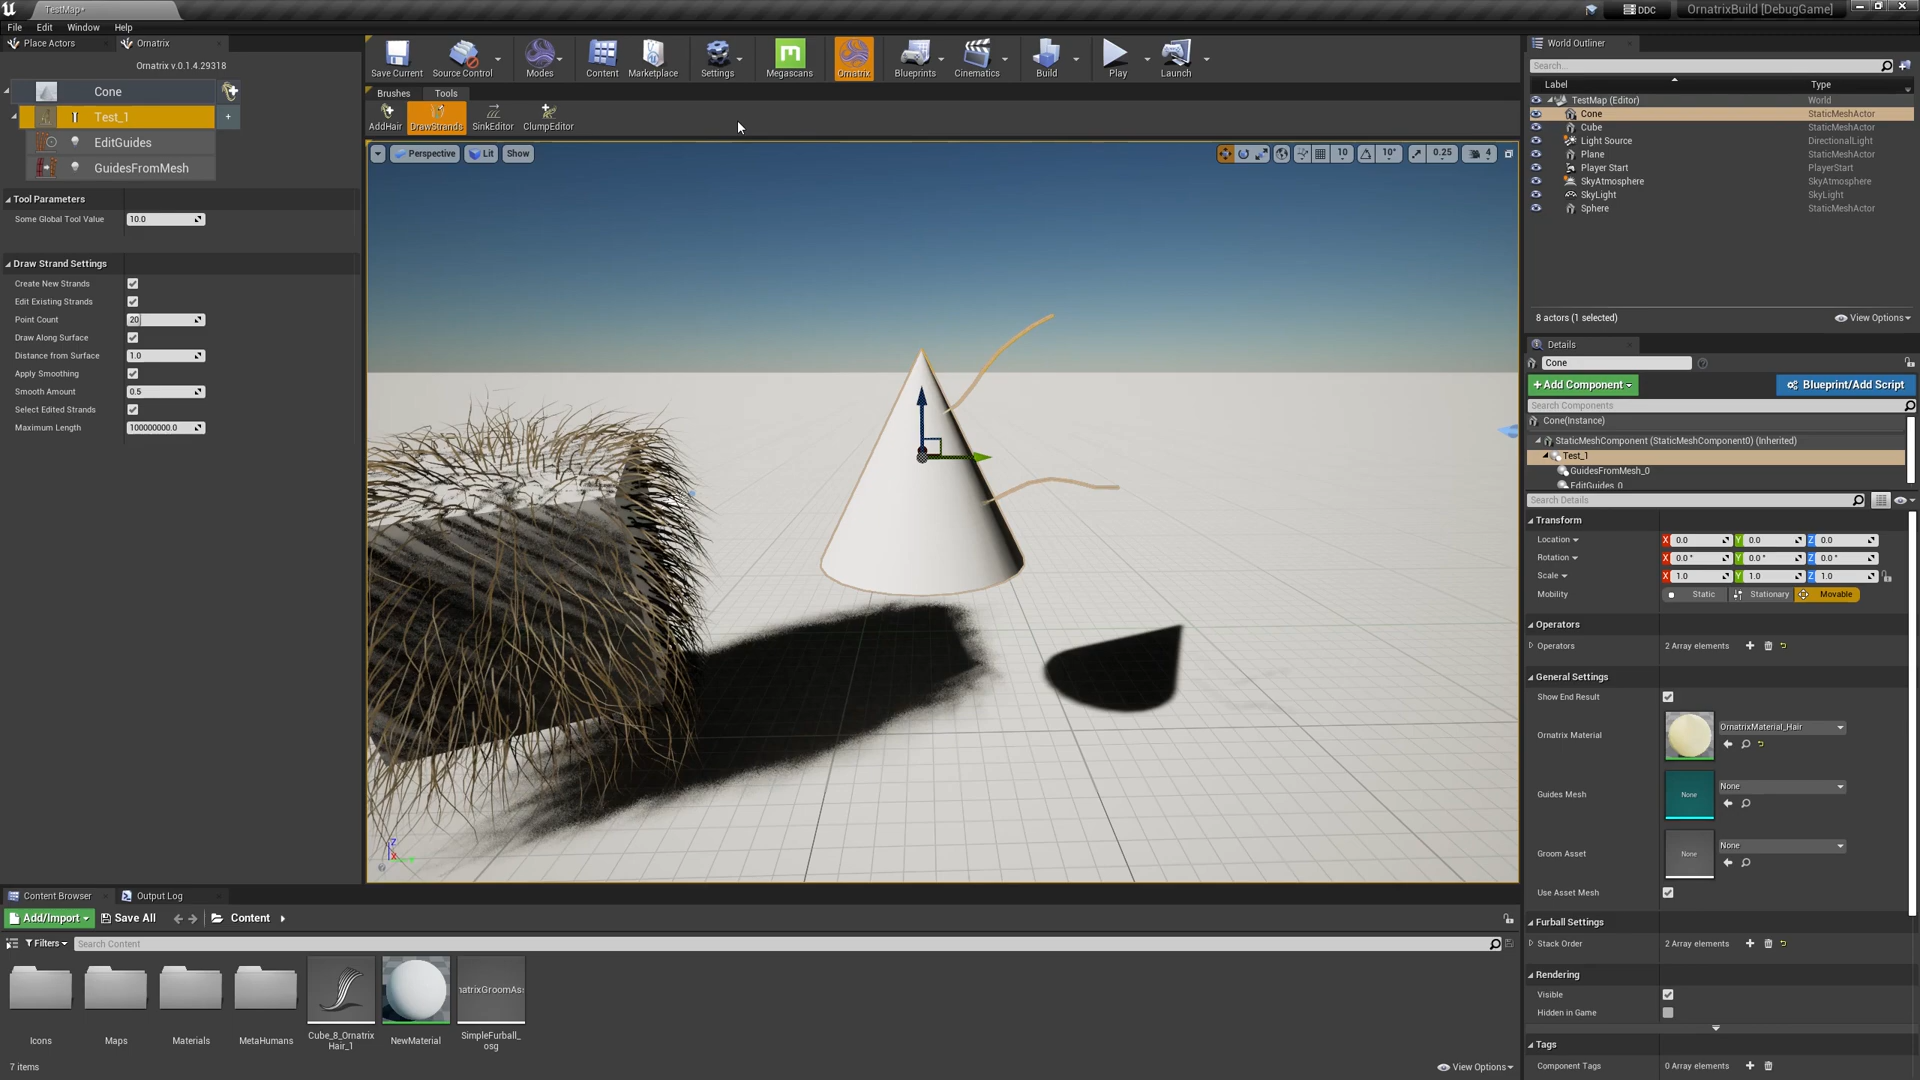 TestMap*
DDC
OrnatrixBuild [DebugGame]
File Edit Window Help
Place Actors
Ornatrix
Ornatrix v.0.1.4.29318
Cone
Test_1
EditGuides
GuidesFromMesh
Tool Parameters
Some Global Tool Value 10.0
Draw Strand Settings
Create New Strands
Edit Existing Strands
Point Count 20
Draw Along Surface
Distance from Surface 1.0
Apply Smoothing
Smooth Amount 0.5
Select Edited Strands
Maximum Length 100000000.0
Save Current Source Control Modes Content Marketplace Settings Megascans Ornatrix Blueprints Cinematics Build Play Launch
Brushes Tools
AddHair DrawStrands SinkEditor ClumpEditor
Perspective Lit Show
10 10° 0.25 4
Z
World Outliner
Search...
Label Type
TestMap (Editor) World
Cone StaticMeshActor
Cube StaticMeshActor
Light Source DirectionalLight
Plane StaticMeshActor
Player Start PlayerStart
SkyAtmosphere SkyAtmosphere
SkyLight SkyLight
Sphere StaticMeshActor
8 actors (1 selected) View Options
Details
Cone
+Add Component Blueprint/Add Script
Search Components
Cone(Instance)
StaticMeshComponent (StaticMeshComponent0) (Inherited)
Test_1
GuidesFromMesh_0
EditGuides_0
Search Details
Transform
Location X 0.0 Y 0.0 Z 0.0
Rotation X 0.0° Y 0.0° Z 0.0°
Scale X 1.0 Y 1.0 Z 1.0
Mobility Static Stationary Movable
Operators
Operators 2 Array elements
General Settings
Show End Result
Ornatrix Material OrnatrixMaterial_Hair
Guides Mesh None None
Groom Asset None None
Use Asset Mesh
Furball Settings
Stack Order 2 Array elements
Rendering
Visible
Hidden in Game
Tags
Component Tags 0 Array elements
Content Browser
Output Log
Add/Import Save All Content
Filters Search Content
natrixGroomAs
Icons Maps Materials MetaHumans Cube_8_Ornatrix NewMaterial SimpleFurball_
Hair_1 osg
7 items View Options